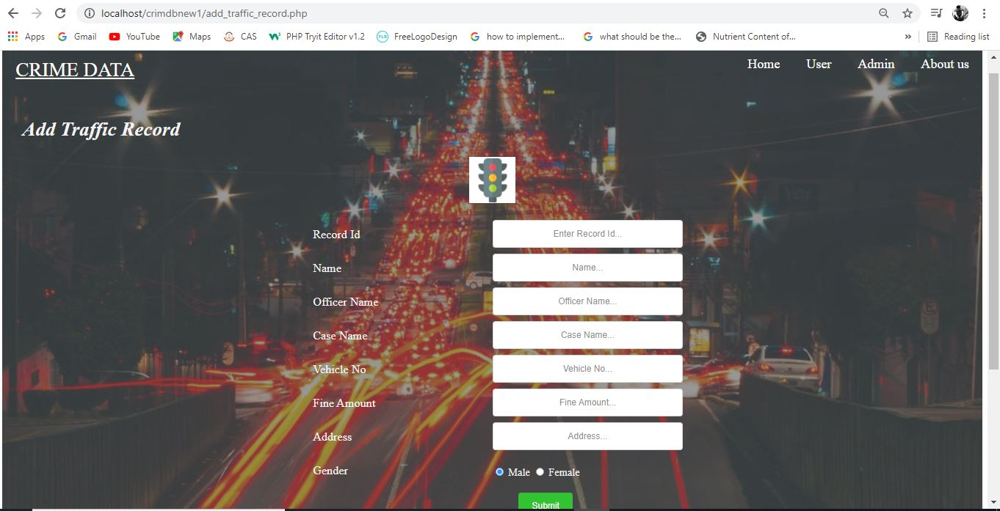 localhost/crimdbnew1/add_traffic_record.php
Apps Gmail YouTube Maps CAS PHP Tryit Editor v1.2 FLD FreeLogoDesign how to implement... what should be the... Nutrient Content of... » Reading list
CRIME DATA Home User Admin About us
Add Traffic Record
Record Id Enter Record Id...
Name Name...
Officer Name Officer Name...
Case Name Case Name...
Vehicle No Vehicle No...
Fine Amount Fine Amount...
Address Address...
Gender Male Female
Submit